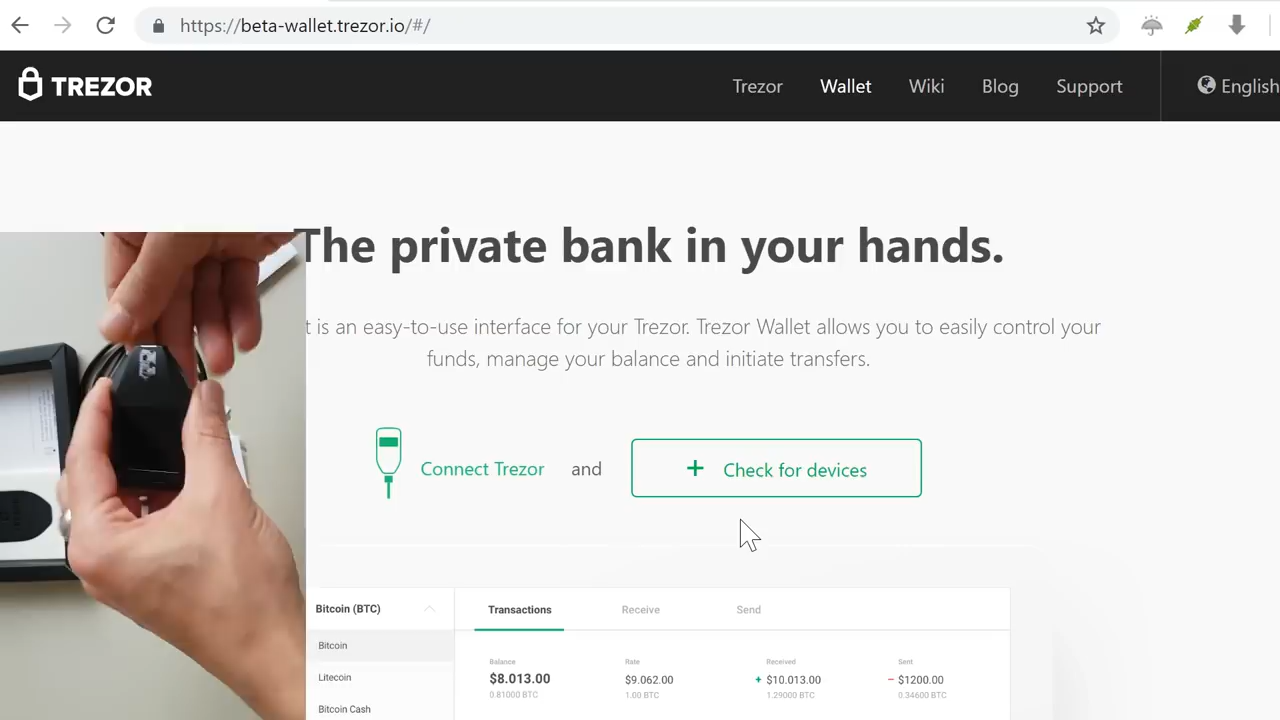 https://beta-wallet.trezor.io/#/
TREZOR
Trezor Wallet Wiki Blog Support English
The private bank in your hands.
t is an easy-to-use interface for your Trezor. Trezor Wallet allows you to easily control your
funds, manage your balance and initiate transfers.
Connect Trezor and + Check for devices
Bitcoin (BTC)
Bitcoin
Litecoin
Bitcoin Cash
Transactions Receive Send
Balance Rate Received Sent
$8.013.00 $9.062.00 + $10.013.00 − $1200.00
0.81000 BTC 1.00 BTC 1.29000 BTC 0.34600 BTC